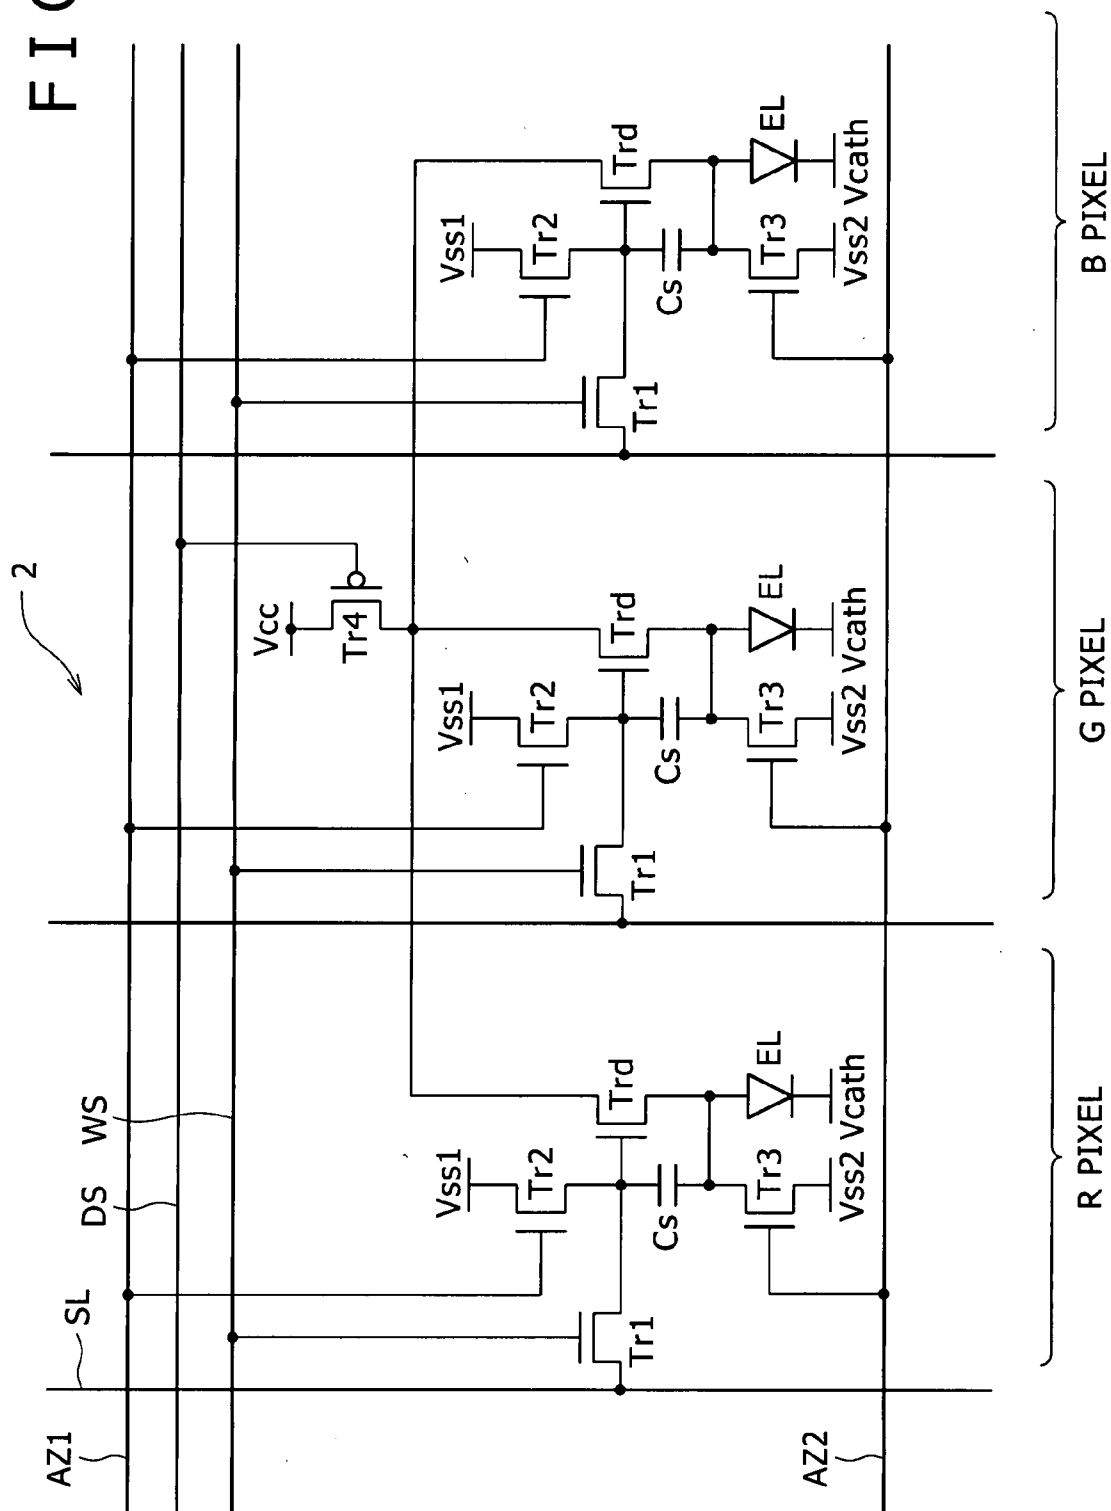 FIG
2
AZ1
SL
DS
WS
AZ2
Vcc
Tr4
Vss1
Tr2
Trd
Tr1
Cs
Tr3
EL
Vss2
Vcath
R PIXEL
Vss1
Tr2
Trd
Tr1
Cs
Tr3
EL
Vss2
Vcath
G PIXEL
Vss1
Tr2
Trd
Tr1
Cs
Tr3
EL
Vss2
Vcath
B PIXEL